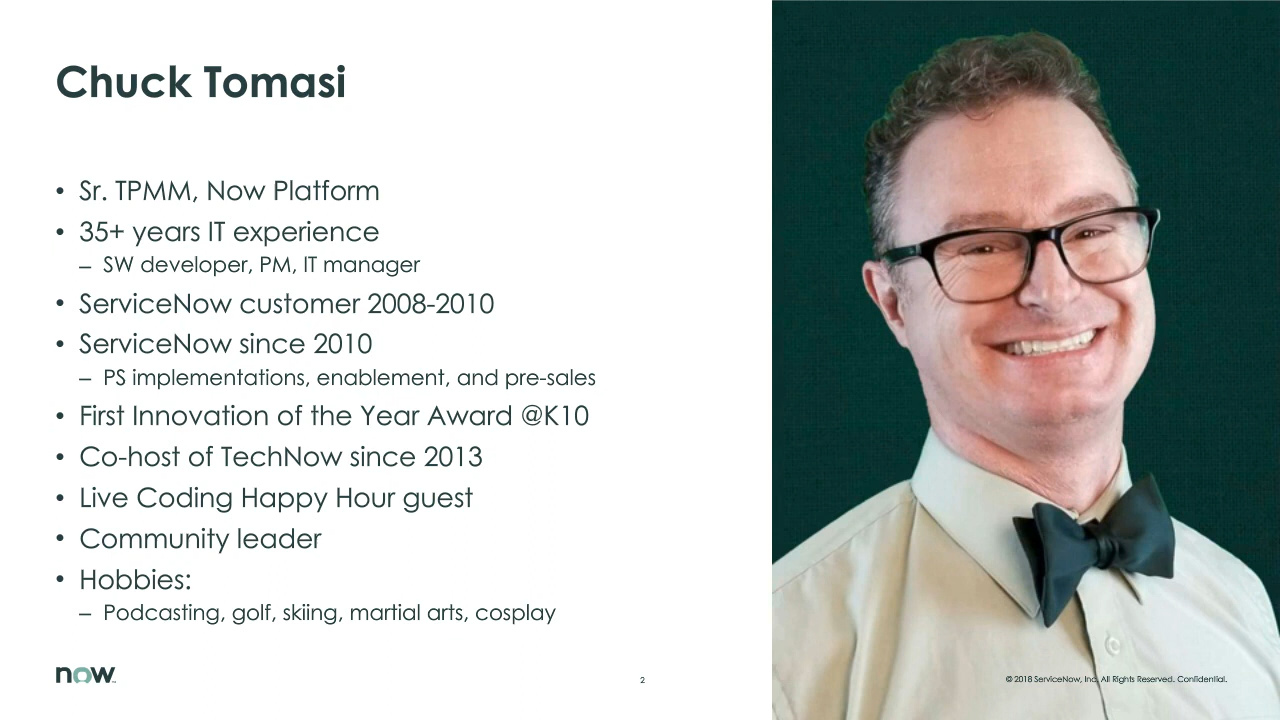 Chuck Tomasi
• Sr. TPMM, Now Platform
• 35+ years IT experience
– SW developer, PM, IT manager
• ServiceNow customer 2008-2010
• ServiceNow since 2010
– PS implementations, enablement, and pre-sales
• First Innovation of the Year Award @K10
• Co-host of TechNow since 2013
• Live Coding Happy Hour guest
• Community leader
• Hobbies:
– Podcasting, golf, skiing, martial arts, cosplay
now
2
© 2018 ServiceNow, Inc. All Rights Reserved. Confidential.